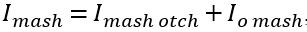 I_{mash} = I_{mash otch} + I_{o mash},